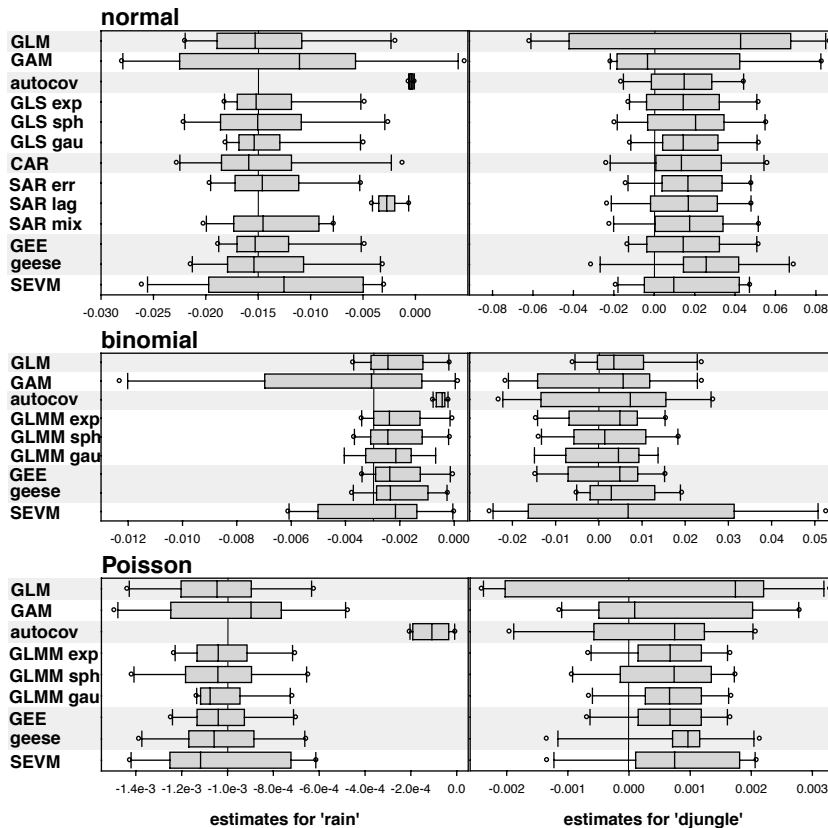 normal
GLM
GAM
autocov
GLS exp
GLS sph
GLS gau
CAR
SAR err
SAR lag
SAR mix
GEE
geese
SEVM
-0.030 -0.025 -0.020 -0.015 -0.010 -0.005 0.000
-0.08 -0.06 -0.04 -0.02 0.00 0.02 0.04 0.06 0.08
binomial
GLM
GAM
autocov
GLMM exp
GLMM sph
GLMM gau
GEE
geese
SEVM
-0.012 -0.010 -0.008 -0.006 -0.004 -0.002 0.000
-0.02 -0.01 0.00 0.01 0.02 0.03 0.04 0.05
Poisson
GLM
GAM
autocov
GLMM exp
GLMM sph
GLMM gau
GEE
geese
SEVM
-1.4e-3 -1.2e-3 -1.0e-3 -8.0e-4 -6.0e-4 -4.0e-4 -2.0e-4 0.0
-0.002 -0.001 0.000 0.001 0.002 0.003
estimates for 'rain'
estimates for 'djungle'